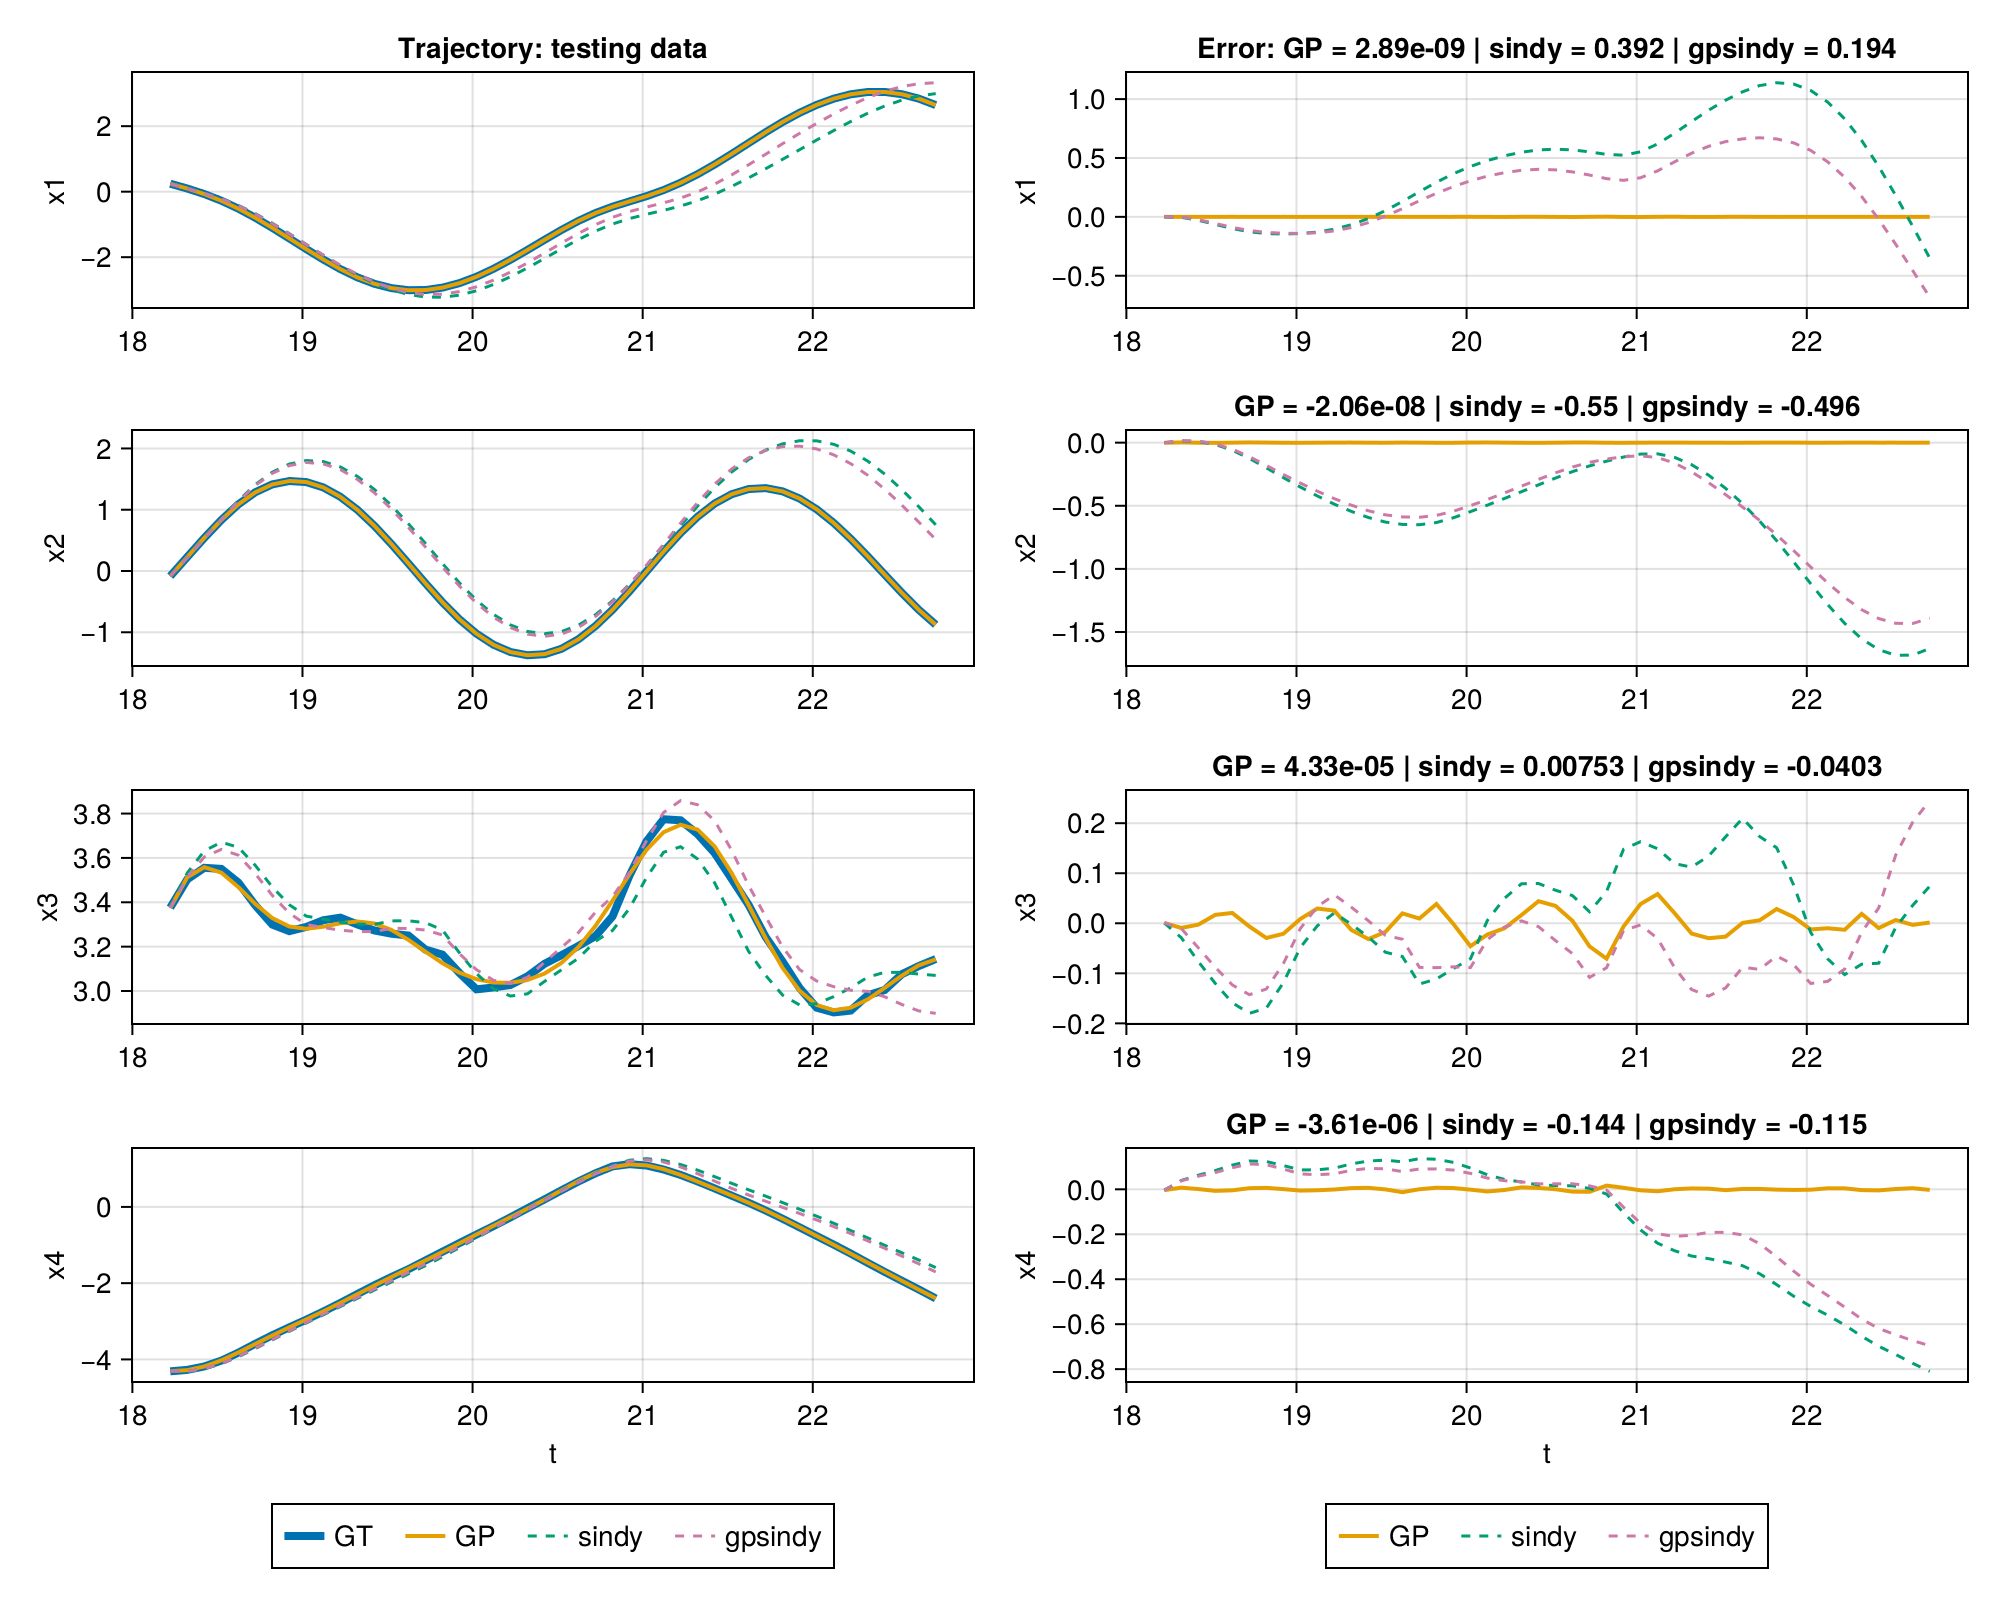 Trajectory: testing data
x1
2
0
−2
18 19 20 21 22
Error: GP = 2.89e-09 | sindy = 0.392 | gpsindy = 0.194
x1
1.0
0.5
0.0
−0.5
18 19 20 21 22
x2
2
1
0
−1
18 19 20 21 22
GP = -2.06e-08 | sindy = -0.55 | gpsindy = -0.496
x2
0.0
−0.5
−1.0
−1.5
18 19 20 21 22
x3
3.8
3.6
3.4
3.2
3.0
18 19 20 21 22
GP = 4.33e-05 | sindy = 0.00753 | gpsindy = -0.0403
x3
0.2
0.1
0.0
−0.1
−0.2
18 19 20 21 22
x4
0
−2
−4
18 19 20 21 22
t
GP = -3.61e-06 | sindy = -0.144 | gpsindy = -0.115
x4
0.0
−0.2
−0.4
−0.6
−0.8
18 19 20 21 22
t
GT GP sindy gpsindy
GP sindy gpsindy